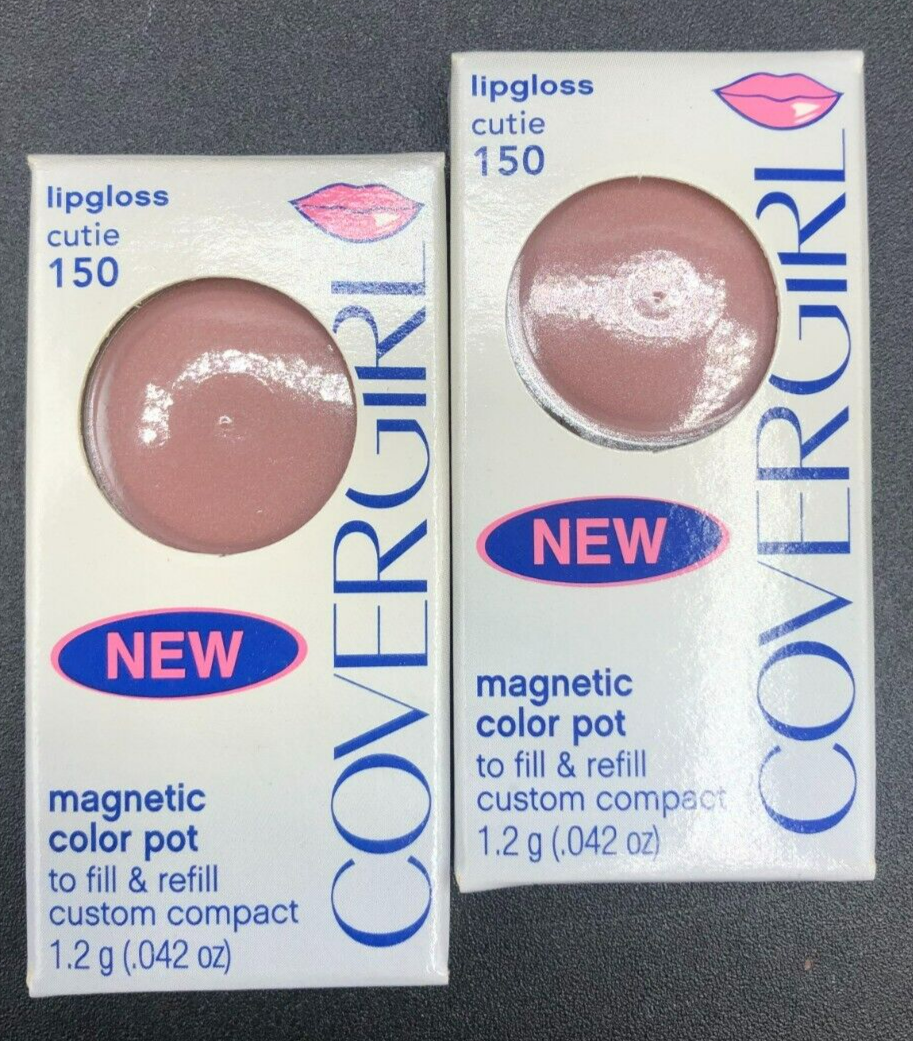 lipgloss
cutie
150
COVERGIRL
NEW
magnetic
color pot
to fill & refill
custom compact
1.2 g (.042 oz)
lipgloss
cutie
150
COVERGIRL
NEW
magnetic
color pot
to fill & refill
custom compact
1.2 g (.042 oz)